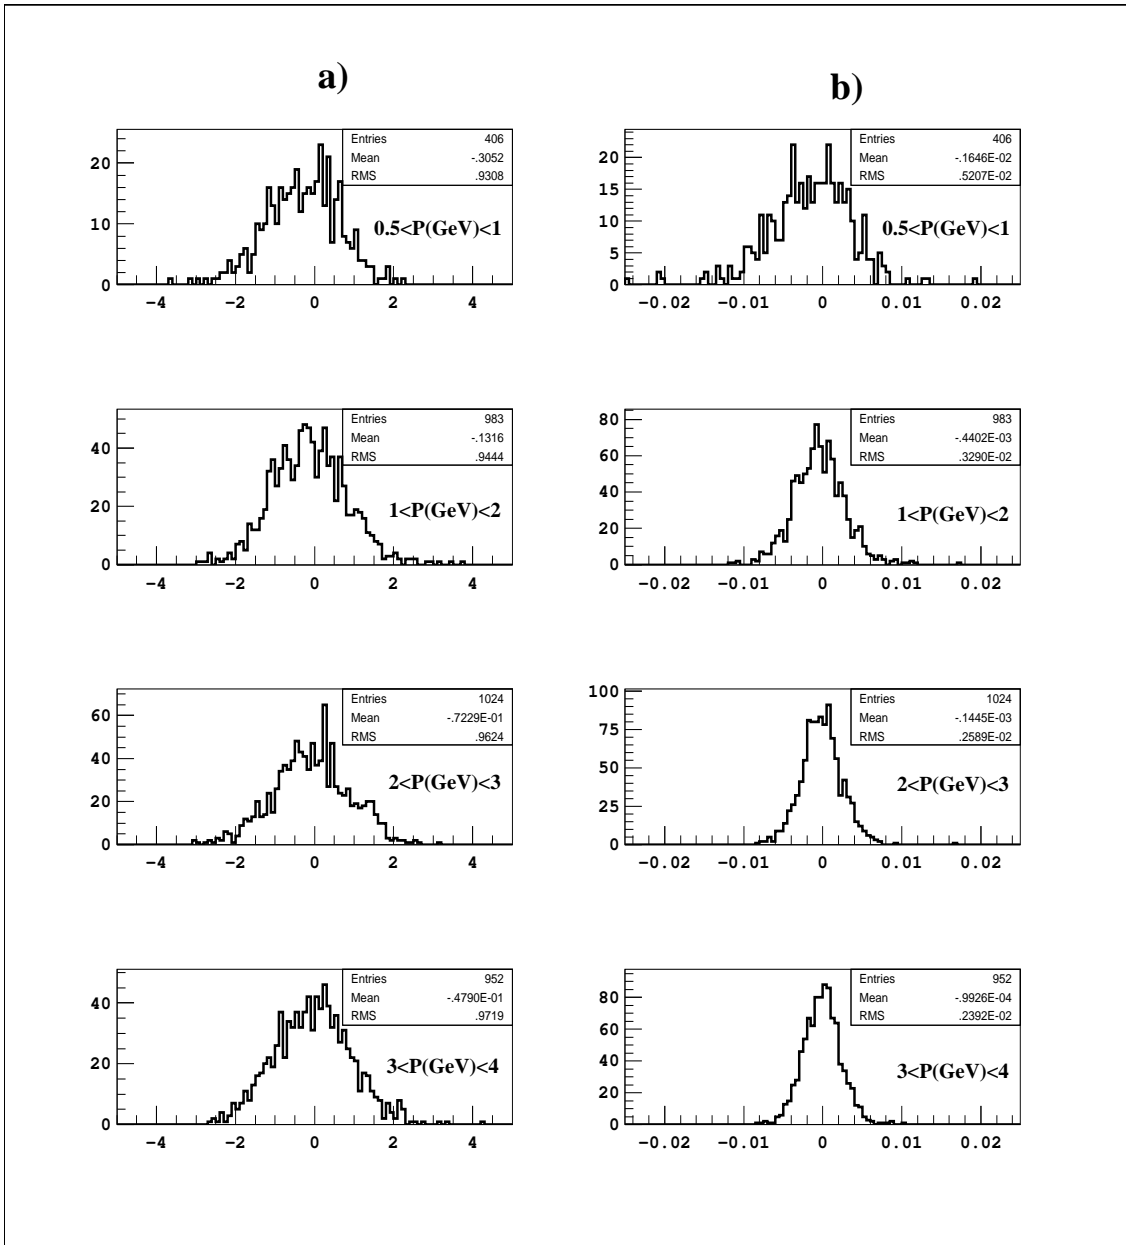 a)
b)
Entries 406
Mean -.3052
RMS .9308
0.5<P(GeV)<1
20
10
0
-4 -2 0 2 4
Entries 406
Mean -.1646E-02
RMS .5207E-02
0.5<P(GeV)<1
20
15
10
5
0
-0.02 -0.01 0 0.01 0.02
Entries 983
Mean -.1316
RMS .9444
1<P(GeV)<2
40
20
0
-4 -2 0 2 4
Entries 983
Mean -.4402E-03
RMS .3290E-02
1<P(GeV)<2
80
60
40
20
0
-0.02 -0.01 0 0.01 0.02
Entries 1024
Mean -.7229E-01
RMS .9624
2<P(GeV)<3
60
40
20
0
-4 -2 0 2 4
Entries 1024
Mean -.1445E-03
RMS .2589E-02
2<P(GeV)<3
100
75
50
25
0
-0.02 -0.01 0 0.01 0.02
Entries 952
Mean -.4790E-01
RMS .9719
3<P(GeV)<4
40
20
0
-4 -2 0 2 4
Entries 952
Mean -.9926E-04
RMS .2392E-02
3<P(GeV)<4
80
60
40
20
0
-0.02 -0.01 0 0.01 0.02